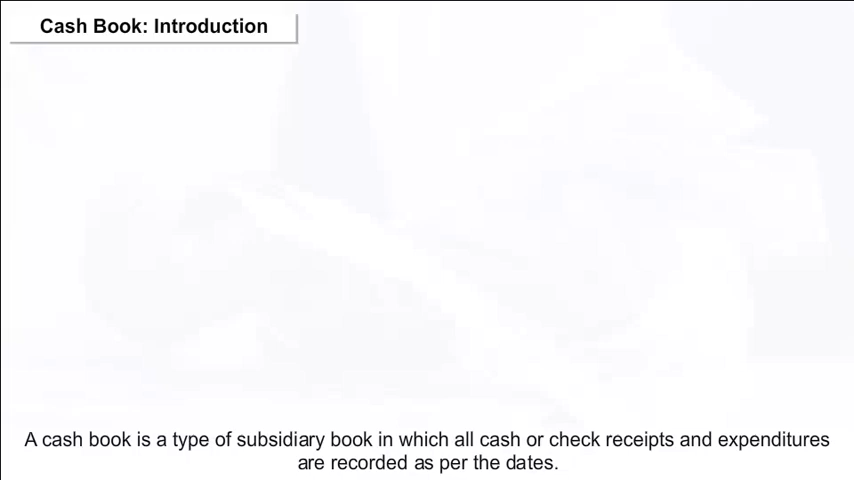 Cash Book: Introduction
A cash book is a type of subsidiary book in which all cash or check receipts and expenditures
are recorded as per the dates.